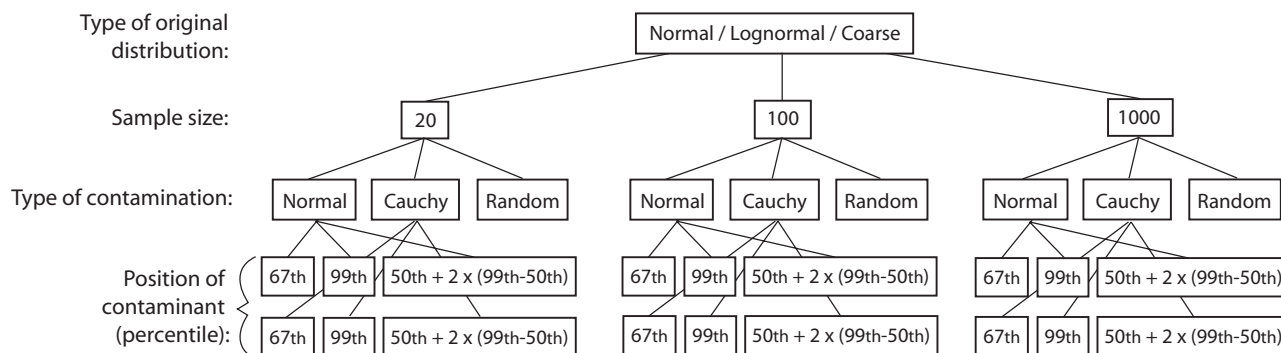 Type of original
distribution:
Normal / Lognormal / Coarse
Sample size:
20
100
1000
Type of contamination:
Normal
Cauchy
Random
Normal
Cauchy
Random
Normal
Cauchy
Random
Position of
contaminant
(percentile):
67th
99th
50th + 2 x (99th-50th)
67th
99th
50th + 2 x (99th-50th)
67th
99th
50th + 2 x (99th-50th)
67th
99th
50th + 2 x (99th-50th)
67th
99th
50th + 2 x (99th-50th)
67th
99th
50th + 2 x (99th-50th)